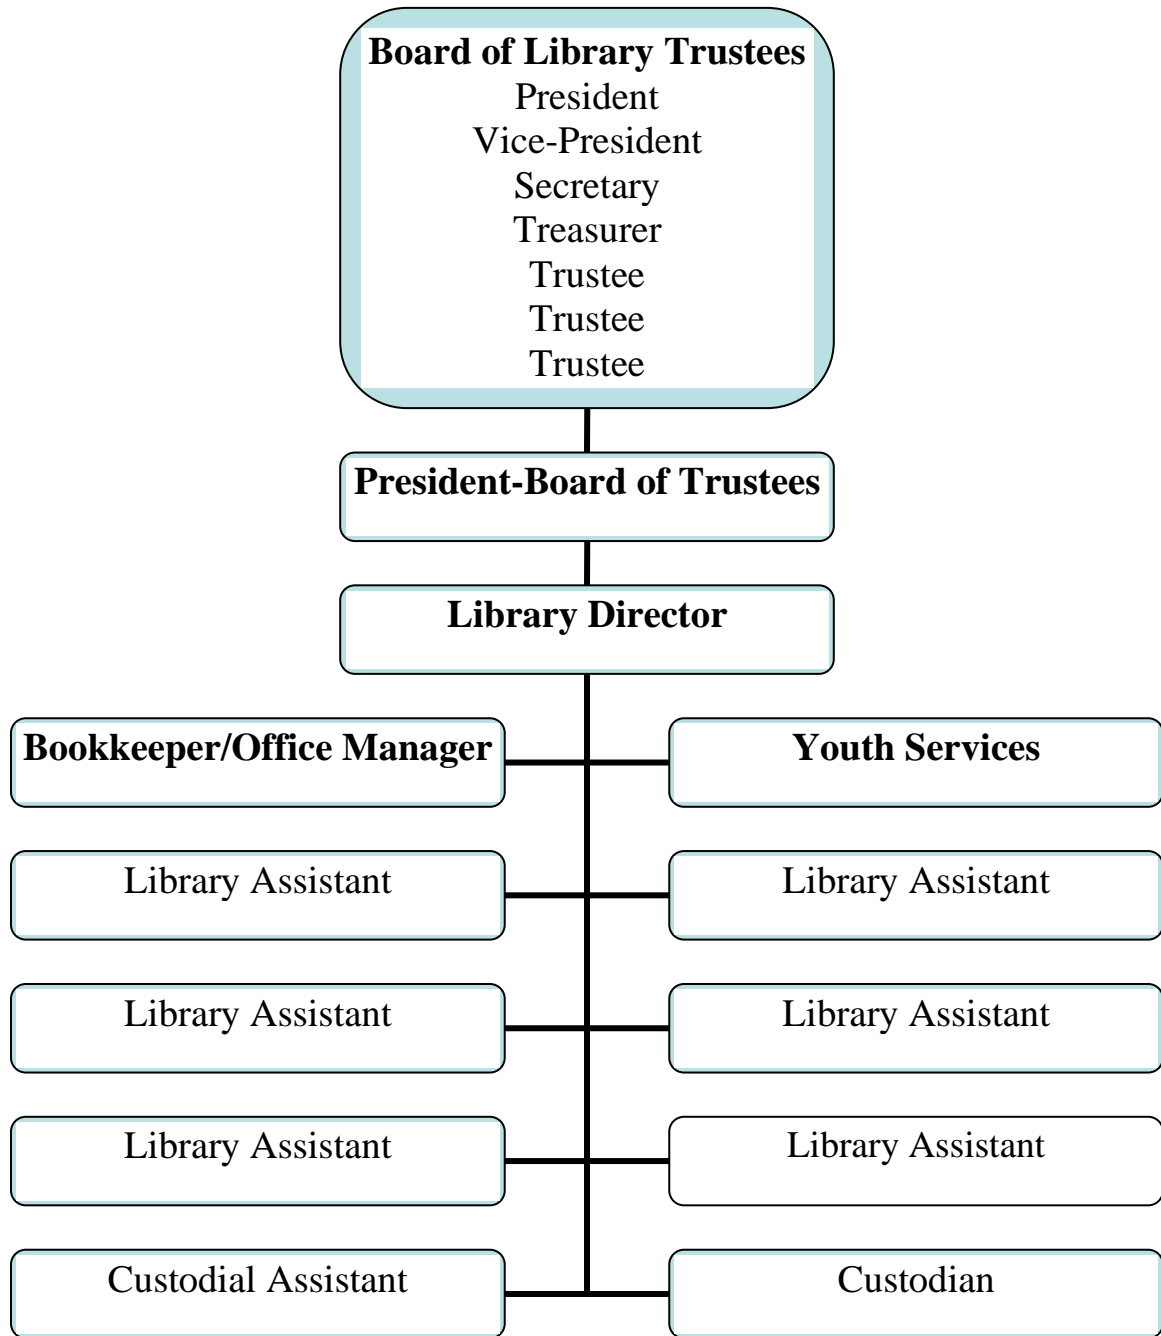 Board of Library Trustees
President
Vice-President
Secretary
Treasurer
Trustee
Trustee
Trustee
President-Board of Trustees
Library Director
Bookkeeper/Office Manager
Youth Services
Library Assistant
Library Assistant
Library Assistant
Library Assistant
Library Assistant
Library Assistant
Custodial Assistant
Custodian